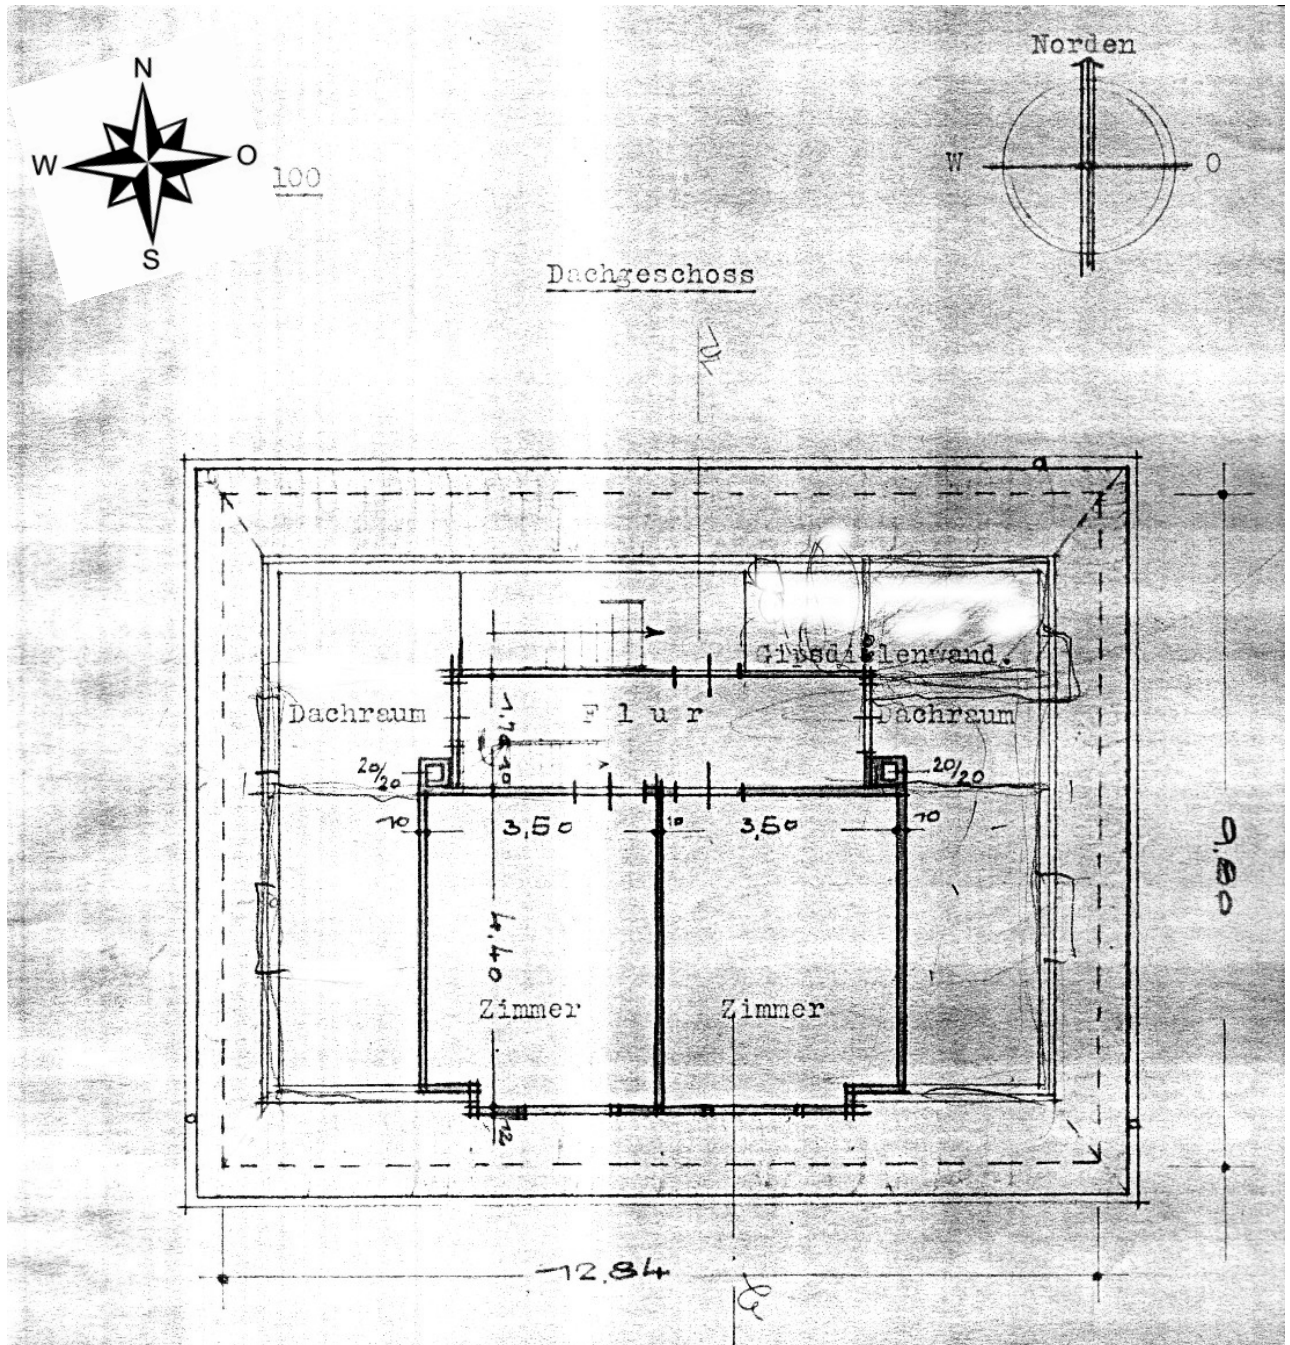 N
Norden
W
O
W
O
100
S
Dachgeschoss
Gipsdielenwand.
Dachraum
Flur
Dachraum
20/20
20/20
10
3,50
10
3,50
10
4,40
9,80
Zimmer
Zimmer
12
12,84